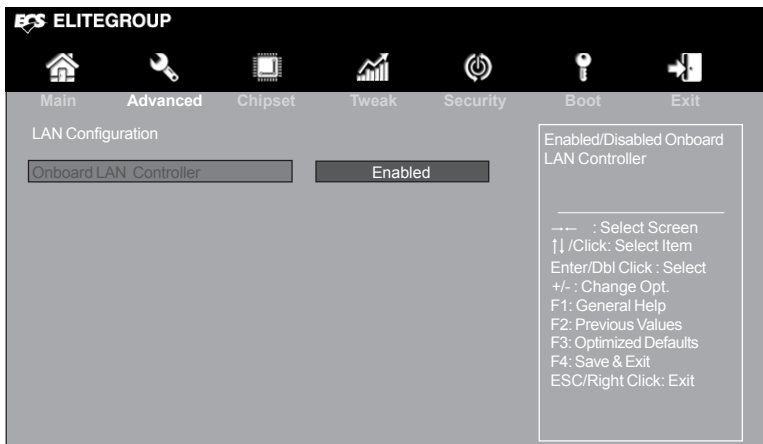 ECS ELITEGROUP
Main Advanced Chipset Tweak Security Boot Exit
LAN Configuration
Onboard LAN Controller Enabled
Enabled/Disabled Onboard
LAN Controller
→← : Select Screen
↑↓/Click: Select Item
Enter/Dbl Click : Select
+/- : Change Opt.
F1: General Help
F2: Previous Values
F3: Optimized Defaults
F4: Save & Exit
ESC/Right Click: Exit